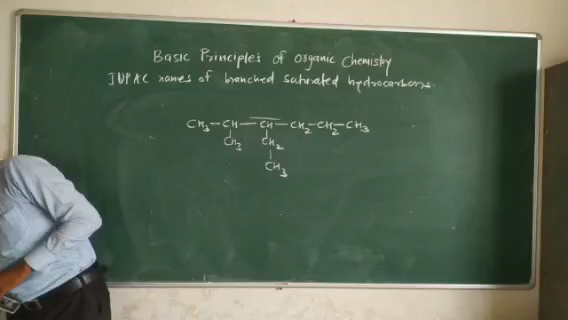 Basic Principles of Organic Chemistry
IUPAC names of branched saturated hydrocarbons
CH3-CH-CH-CH2-CH2-CH3
CH3 CH2
CH3